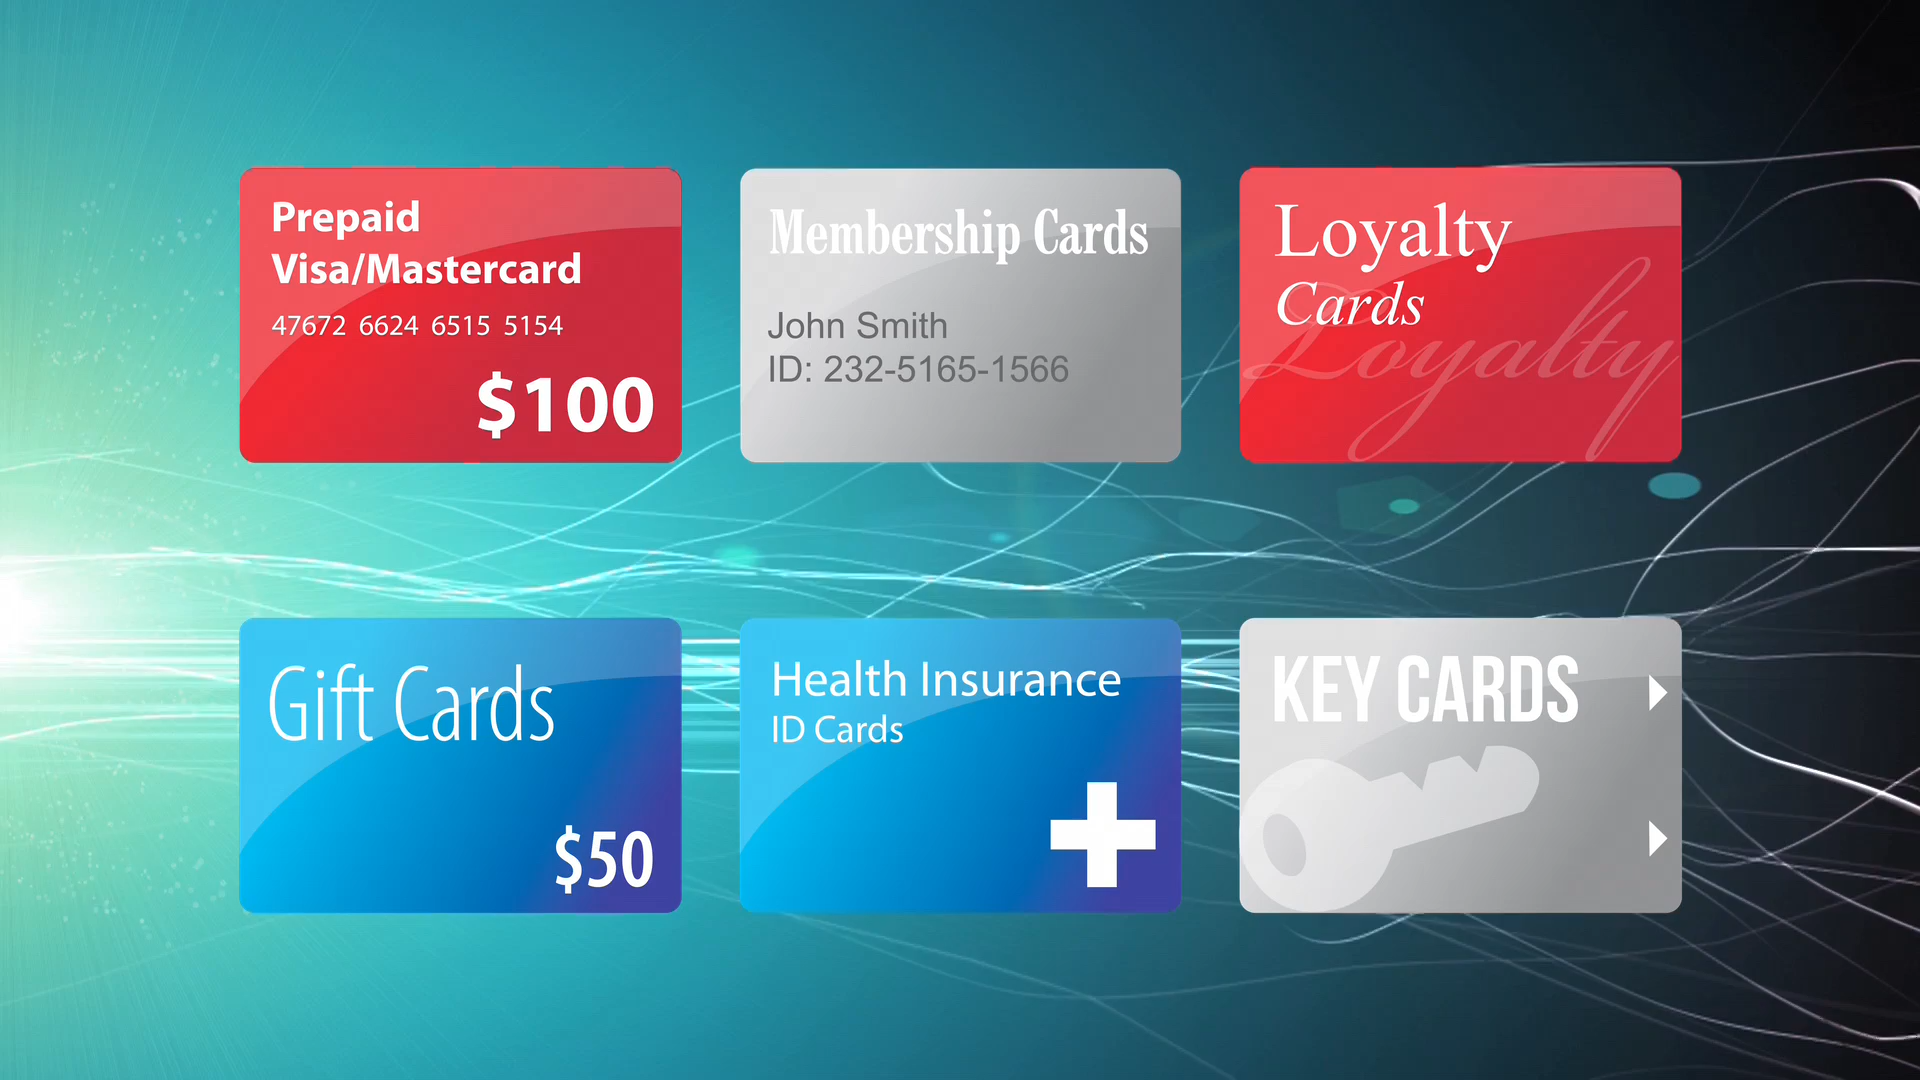 Prepaid
Visa/Mastercard
47672 6624 6515 5154
$100
Membership Cards
John Smith
ID: 232-5165-1566
Loyalty
Cards
Loyalty
Gift Cards
$50
Health Insurance
ID Cards
KEY CARDS